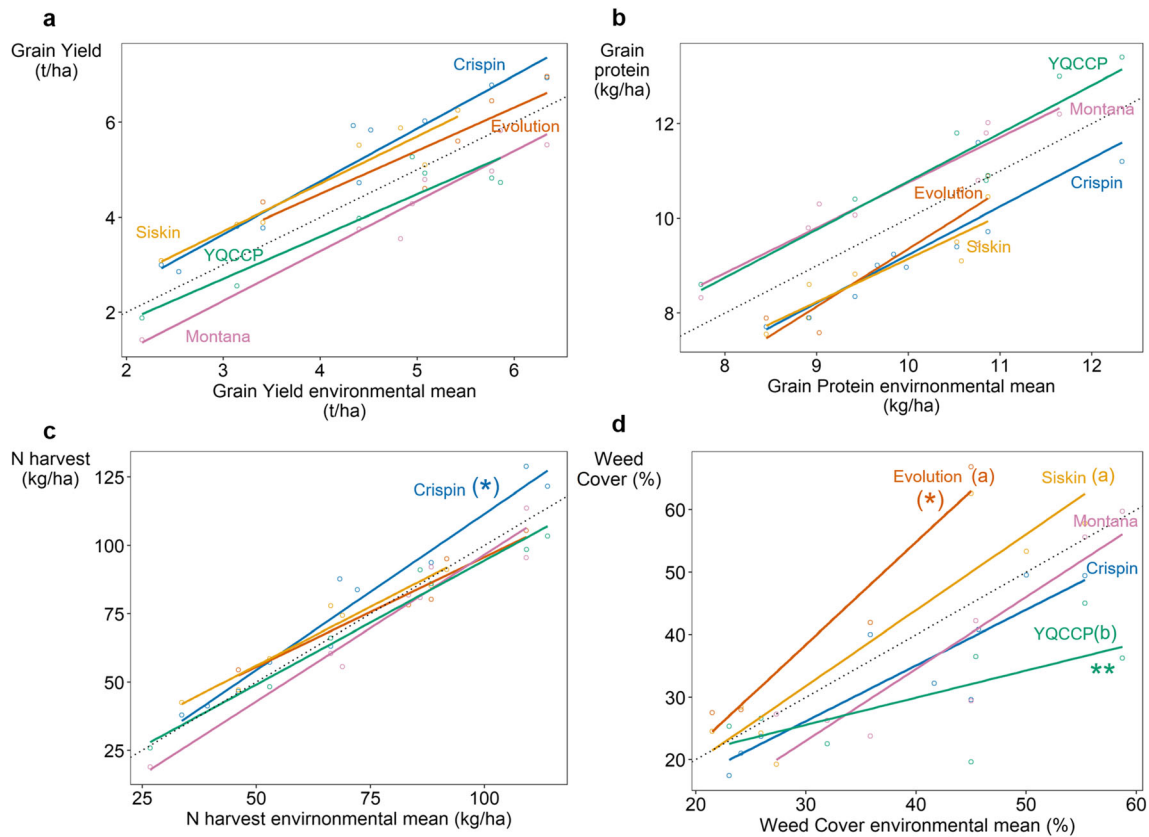 a
Grain Yield
(t/ha)
Crispin
Evolution
Siskin
YQCCP
Montana
6
4
2
2 3 4 5 6
Grain Yield environmental mean
(t/ha)
b
Grain
protein
(kg/ha)
YQCCP
Montana
Evolution
Crispin
Siskin
12
10
8
8 9 10 11 12
Grain Protein environmental mean
(kg/ha)
c
N harvest
(kg/ha)
Crispin (*)
125
100
75
50
25
25 50 75 100
N harvest envirnonmental mean (kg/ha)
d
Weed
Cover (%)
Evolution (a)
(*)
Siskin (a)
Montana
Crispin
YQCCP(b)
**
60
50
40
30
20
20 30 40 50 60
Weed Cover environmental mean (%)